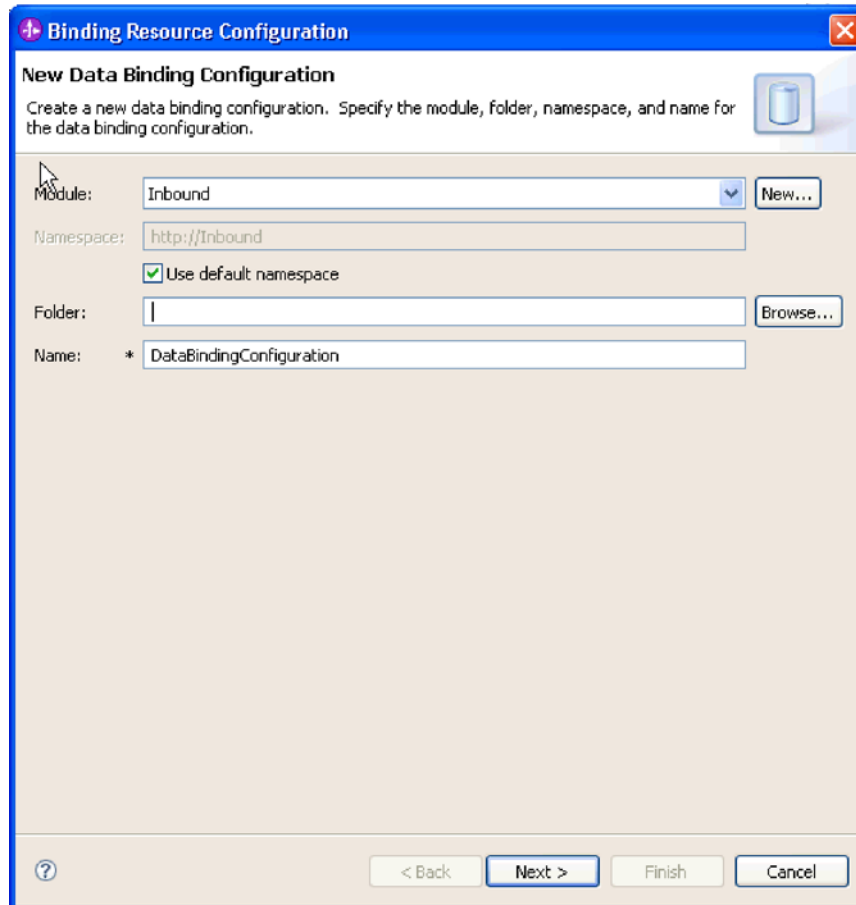 Binding Resource Configuration
New Data Binding Configuration
Create a new data binding configuration. Specify the module, folder, namespace, and name for
the data binding configuration.
Module: Inbound New...
Namespace: http://Inbound
Use default namespace
Folder: Browse...
Name: * DataBindingConfiguration
? < Back Next > Finish Cancel